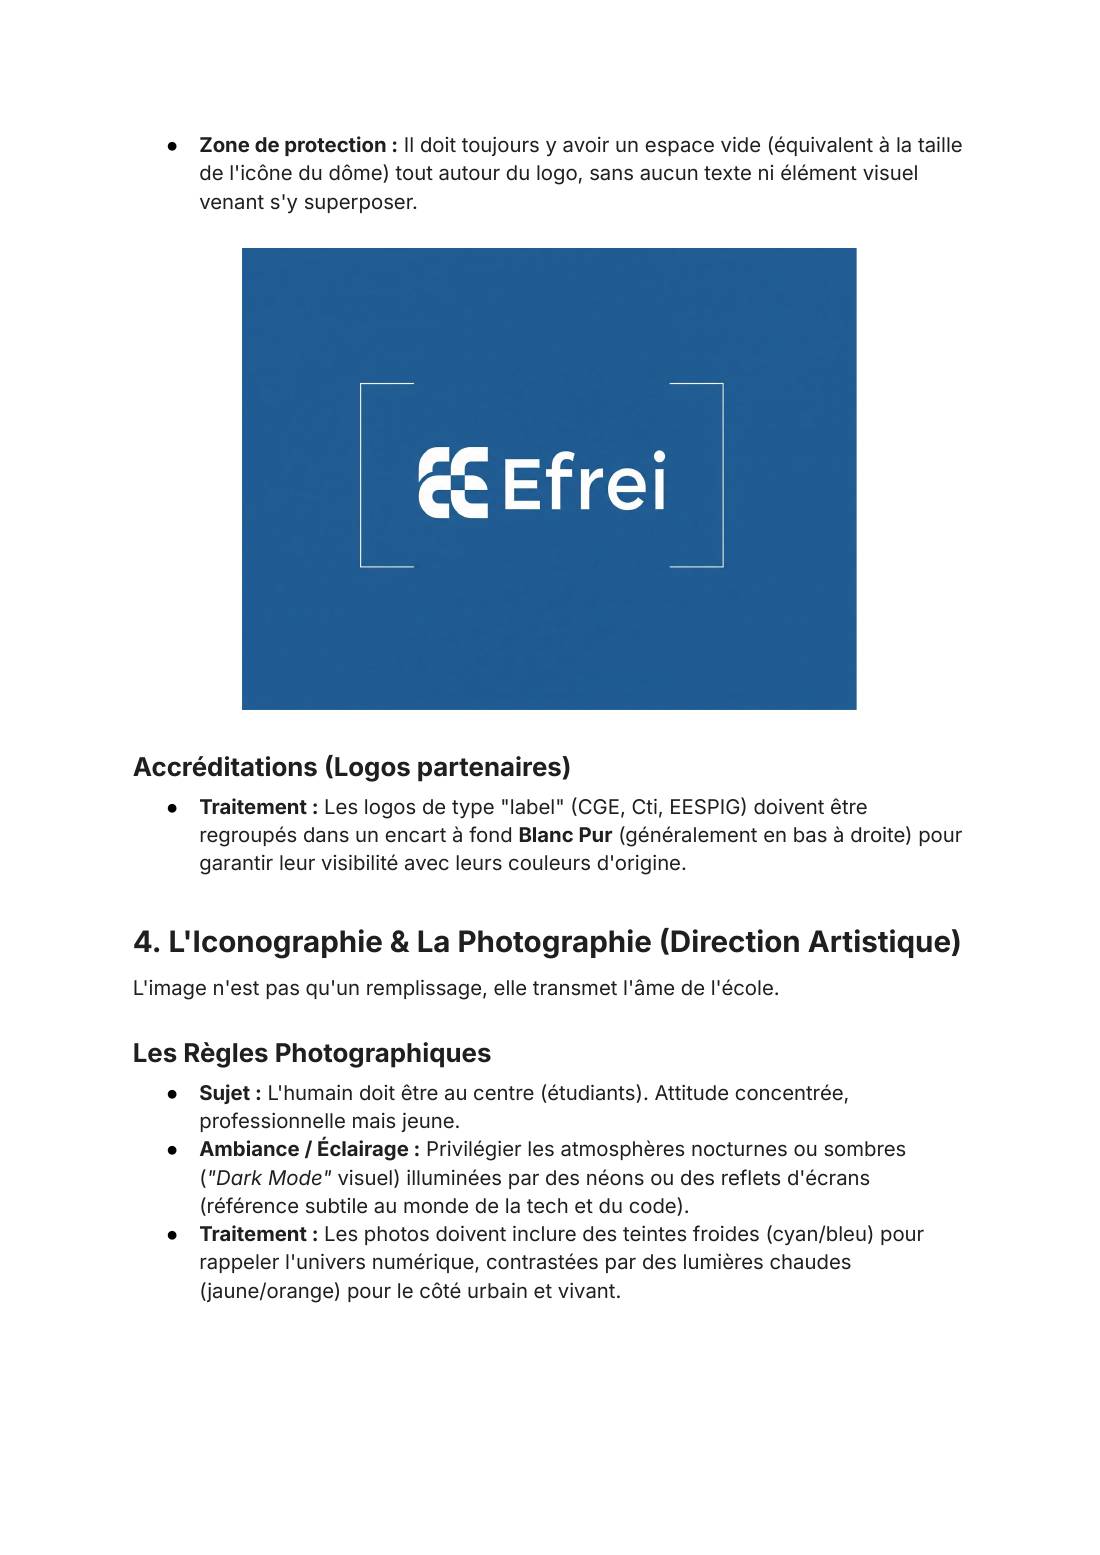 ● Zone de protection : Il doit toujours y avoir un espace vide (équivalent à la taille
de l'icône du dôme) tout autour du logo, sans aucun texte ni élément visuel
venant s'y superposer.
Efrei
Accréditations (Logos partenaires)
● Traitement : Les logos de type "label" (CGE, Cti, EESPIG) doivent être
regroupés dans un encart à fond Blanc Pur (généralement en bas à droite) pour
garantir leur visibilité avec leurs couleurs d'origine.
4. L'Iconographie & La Photographie (Direction Artistique)
L'image n'est pas qu'un remplissage, elle transmet l'âme de l'école.
Les Règles Photographiques
● Sujet : L'humain doit être au centre (étudiants). Attitude concentrée,
professionnelle mais jeune.
● Ambiance / Éclairage : Privilégier les atmosphères nocturnes ou sombres
("Dark Mode" visuel) illuminées par des néons ou des reflets d'écrans
(référence subtile au monde de la tech et du code).
● Traitement : Les photos doivent inclure des teintes froides (cyan/bleu) pour
rappeler l'univers numérique, contrastées par des lumières chaudes
(jaune/orange) pour le côté urbain et vivant.